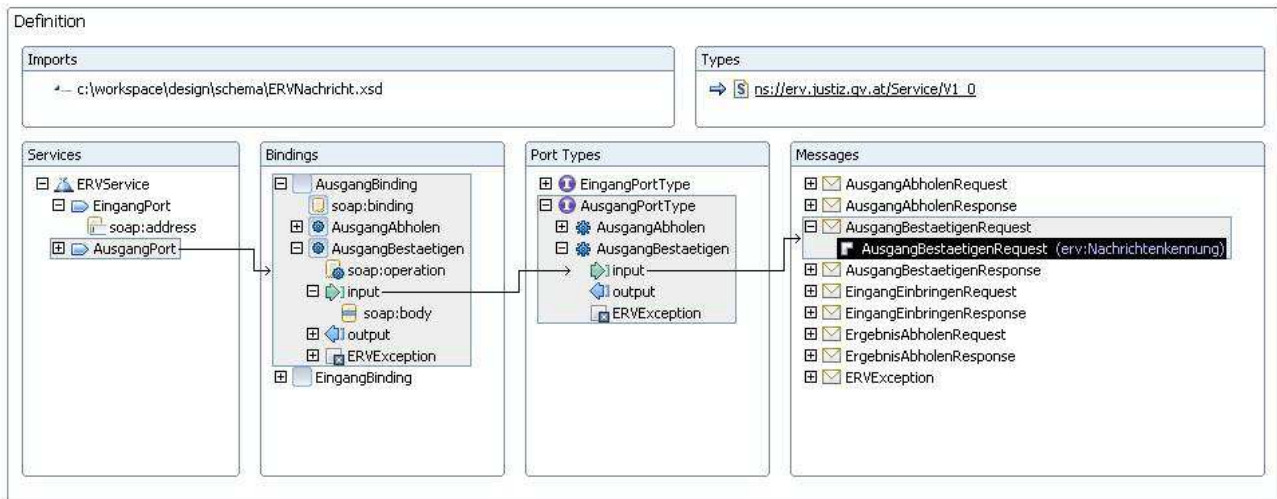 Definition
Imports
c:\workspace\design\schema\ERVNachricht.xsd
Types
S ns://erv.justiz.gv.at/Service/V1_0
Services
ERVService
EingangPort
soap:address
AusgangPort
Bindings
AusgangBinding
soap:binding
AusgangAbholen
AusgangBestaetigen
soap:operation
input
soap:body
output
ERVException
EingangBinding
Port Types
EingangPortType
AusgangPortType
AusgangAbholen
AusgangBestaetigen
input
output
ERVException
Messages
AusgangAbholenRequest
AusgangAbholenResponse
AusgangBestaetigenRequest
AusgangBestaetigenRequest (erv:Nachrichtenkennung)
AusgangBestaetigenResponse
EingangEinbringenRequest
EingangEinbringenResponse
ErgebnisAbholenRequest
ErgebnisAbholenResponse
ERVException